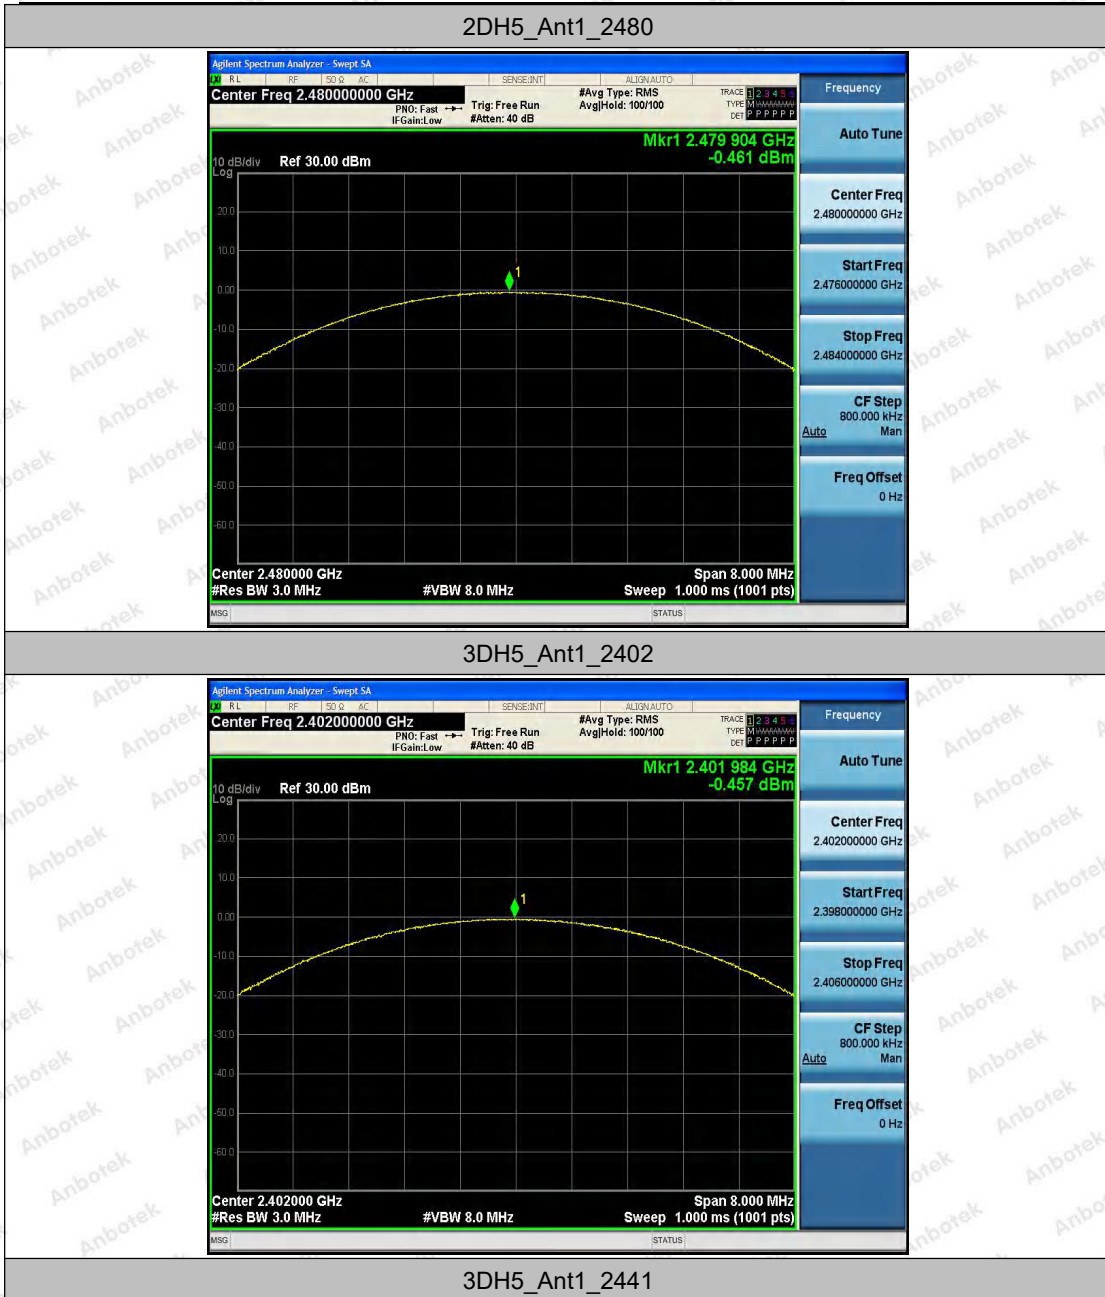 2DH5_Ant1_2480
Agilent Spectrum Analyzer - Swept SA
RL RF 50 Ω AC SENSE:INT ALIGNAUTO
Center Freq 2.480000000 GHz
PNO: Fast
IFGain:Low
Trig: Free Run
#Atten: 40 dB
#Avg Type: RMS
Avg|Hold: 100/100
TRACE 1 2 3 4 5 6
TYPE M
DET P P P P P P
Mkr1 2.479 904 GHz
-0.461 dBm
10 dB/div Ref 30.00 dBm
Log
20.0
10.0
0.00
-10.0
-20.0
-30.0
-40.0
-50.0
-60.0
1
Center 2.480000 GHz Span 8.000 MHz
#Res BW 3.0 MHz #VBW 8.0 MHz Sweep 1.000 ms (1001 pts)
MSG STATUS
Frequency
Auto Tune
Center Freq
2.480000000 GHz
Start Freq
2.476000000 GHz
Stop Freq
2.484000000 GHz
CF Step
800.000 kHz
Auto Man
Freq Offset
0 Hz
3DH5_Ant1_2402
Agilent Spectrum Analyzer - Swept SA
RL RF 50 Ω AC SENSE:INT ALIGNAUTO
Center Freq 2.402000000 GHz
PNO: Fast
IFGain:Low
Trig: Free Run
#Atten: 40 dB
#Avg Type: RMS
Avg|Hold: 100/100
TRACE 1 2 3 4 5 6
TYPE M
DET P P P P P P
Mkr1 2.401 984 GHz
-0.457 dBm
10 dB/div Ref 30.00 dBm
Log
20.0
10.0
0.00
-10.0
-20.0
-30.0
-40.0
-50.0
-60.0
1
Center 2.402000 GHz Span 8.000 MHz
#Res BW 3.0 MHz #VBW 8.0 MHz Sweep 1.000 ms (1001 pts)
MSG STATUS
Frequency
Auto Tune
Center Freq
2.402000000 GHz
Start Freq
2.398000000 GHz
Stop Freq
2.406000000 GHz
CF Step
800.000 kHz
Auto Man
Freq Offset
0 Hz
3DH5_Ant1_2441